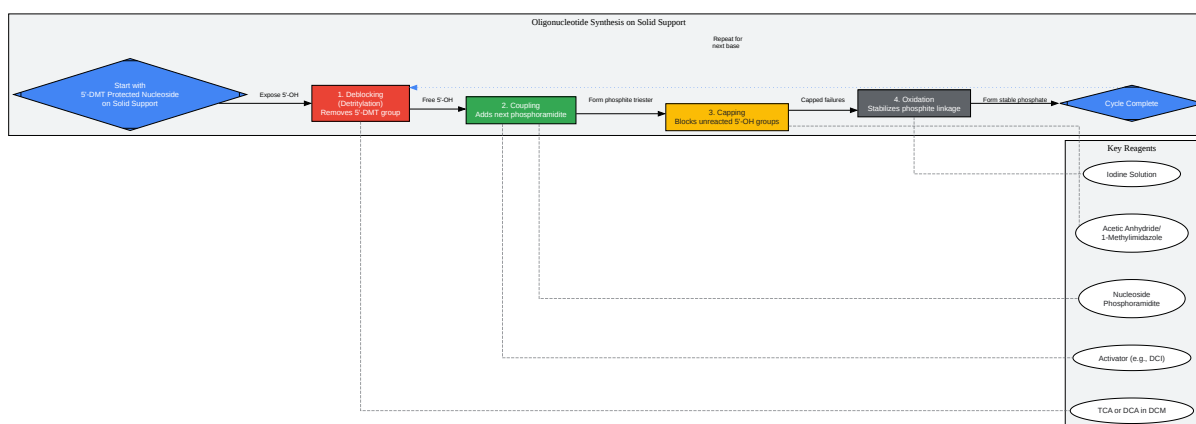 Oligonucleotide Synthesis on Solid Support
Repeat for
next base
Start with
5'-DMT Protected Nucleoside
on Solid Support
Expose 5'-OH
1. Deblocking
(Detritylation)
Removes 5'-DMT group
Free 5'-OH
2. Coupling
Adds next phosphoramidite
Form phosphite triester
3. Capping
Blocks unreacted 5'-OH groups
Capped failures
4. Oxidation
Stabilizes phosphite linkage
Form stable phosphate
Cycle Complete
Key Reagents
Iodine Solution
Acetic Anhydride/
1-Methylimidazole
Nucleoside
Phosphoramidite
Activator (e.g., DCI)
TCA or DCA in DCM